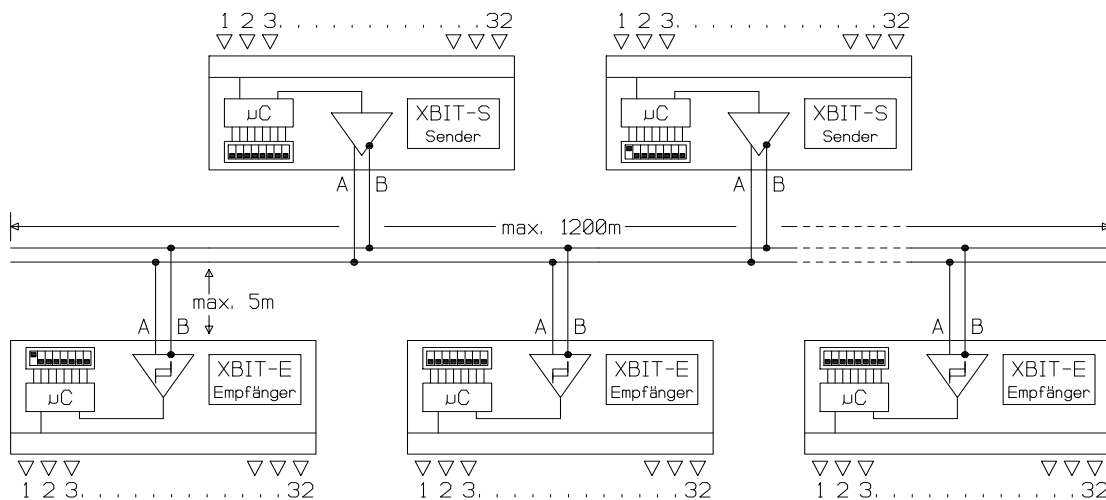 1 2 3 . . . . . . . . . . . . . . 32 1 2 3 . . . . . . . . . . . . . . 32
µC XBIT-S µC XBIT-S
Sender Sender
A B A B
max. 1200m
max. 5m
A B A B A B
XBIT-E XBIT-E XBIT-E
Empfänger Empfänger Empfänger
µC µC µC
1 2 3 . . . . . . . . . . . . . . 32 1 2 3 . . . . . . . . . . . . . . 32 1 2 3 . . . . . . . . . . . . . . 32